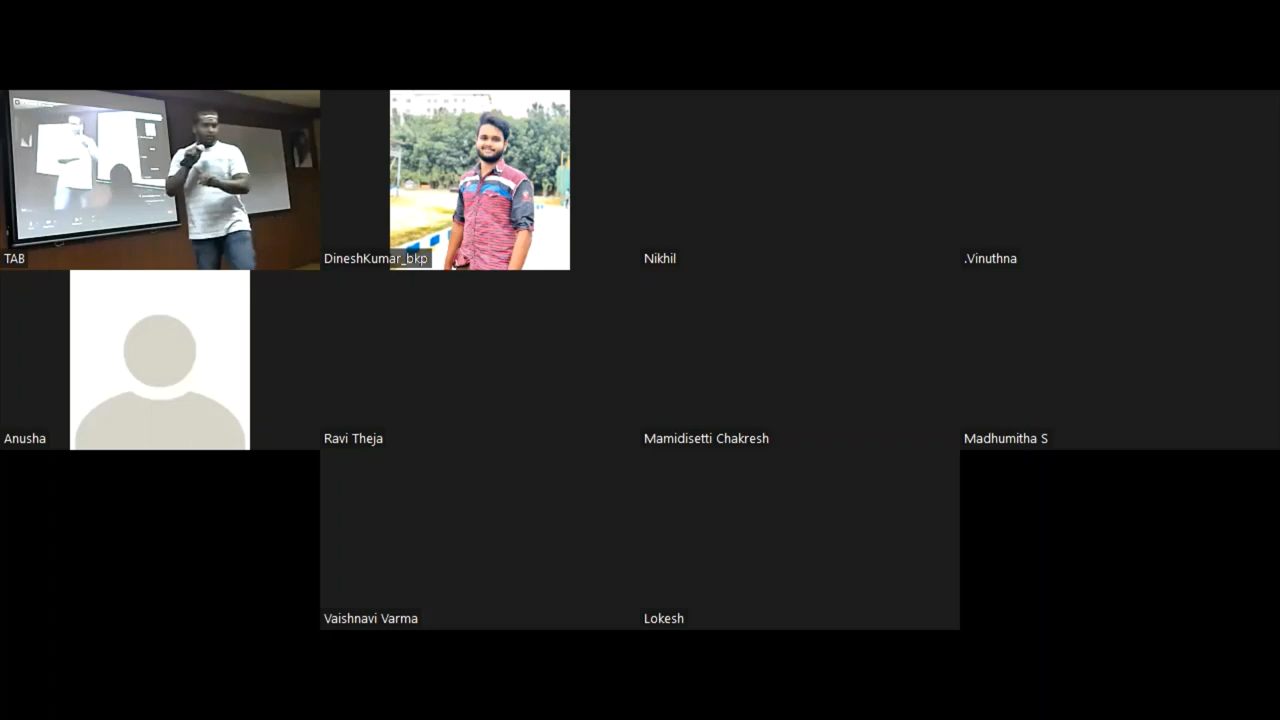 TAB
DineshKumar_bkp
Nikhil
.Vinuthna
Anusha
Ravi Theja
Mamidisetti Chakresh
Madhumitha S
Vaishnavi Varma
Lokesh